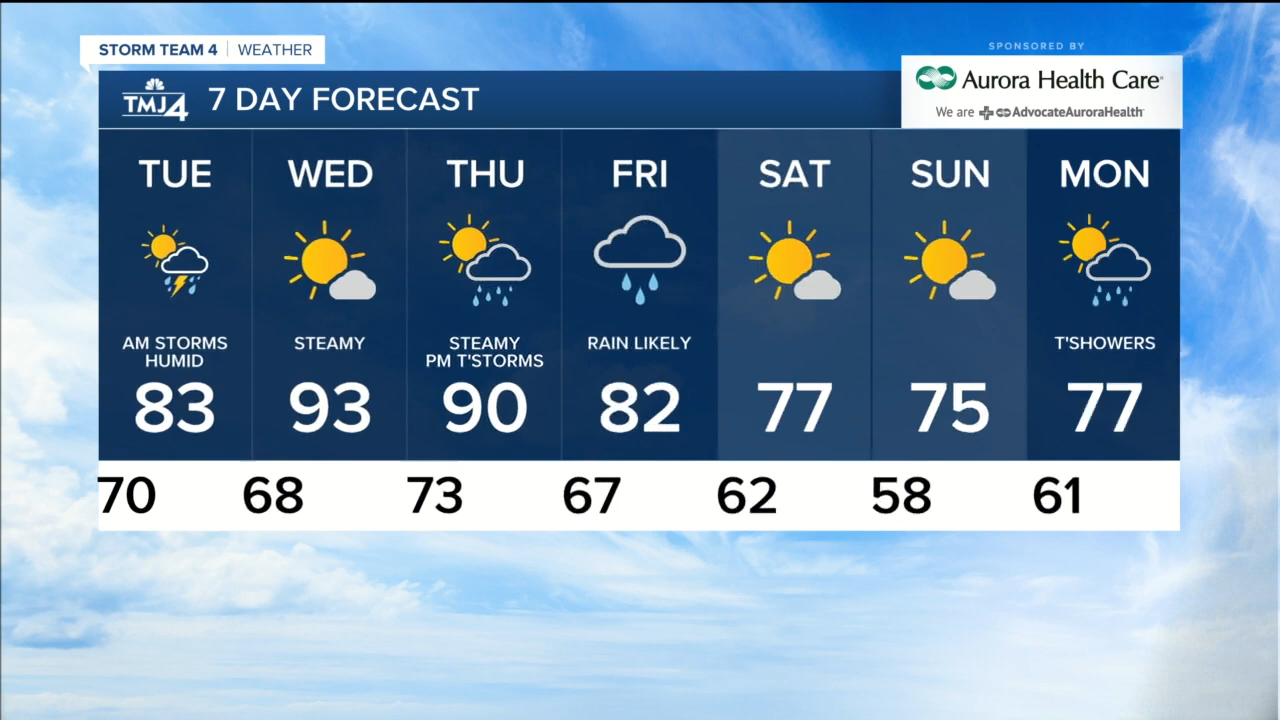 STORM TEAM 4 | WEATHER
SPONSORED BY
Aurora Health Care
We are AdvocateAuroraHealth
TMJ4
7 DAY FORECAST
TUE WED THU FRI SAT SUN MON
AM STORMS STEAMY STEAMY RAIN LIKELY T'SHOWERS
HUMID PM T'STORMS
83 93 90 82 77 75 77
70 68 73 67 62 58 61